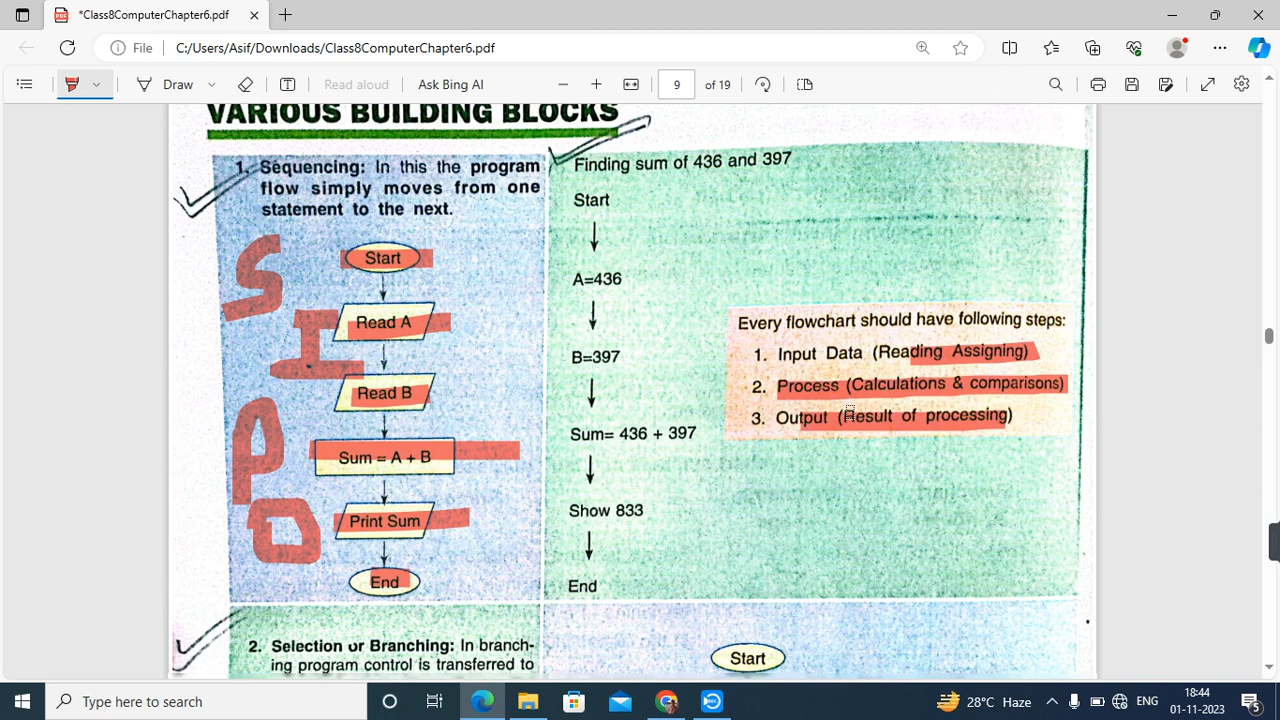 *Class8ComputerChapter6.pdf
File C:/Users/Asif/Downloads/Class8ComputerChapter6.pdf
Draw Read aloud Ask Bing AI 9 of 19
VARIOUS BUILDING BLOCKS
1. Sequencing: In this the program
flow simply moves from one
statement to the next.
Start
Read A
Read B
Sum = A + B
Print Sum
End
S
I
P
O
Finding sum of 436 and 397
Start
A=436
B=397
Sum= 436 + 397
Show 833
End
Every flowchart should have following steps:
1. Input Data (Reading Assigning)
2. Process (Calculations & comparisons)
3. Output (Result of processing)
2. Selection or Branching: In branch-
ing program control is transferred to
Start
Type here to search
28°C Haze
ENG
18:44
01-11-2023
5